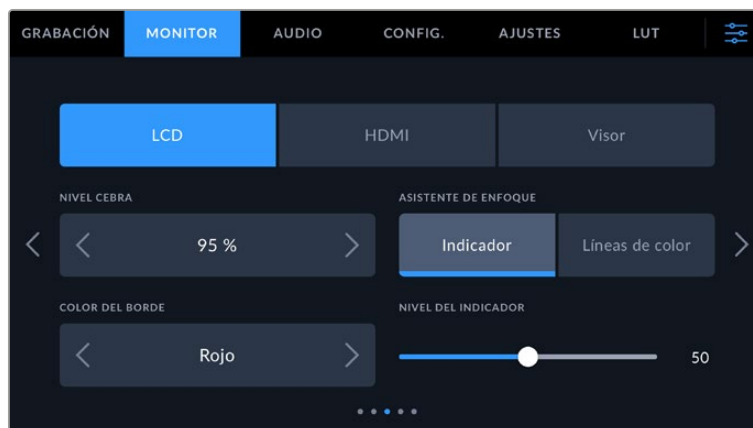 GRABACIÓN MONITOR AUDIO CONFIG. AJUSTES LUT
LCD HDMI Visor
NIVEL CEBRA ASISTENTE DE ENFOQUE
95 % Indicador Líneas de color
COLOR DEL BORDE NIVEL DEL INDICADOR
Rojo 50